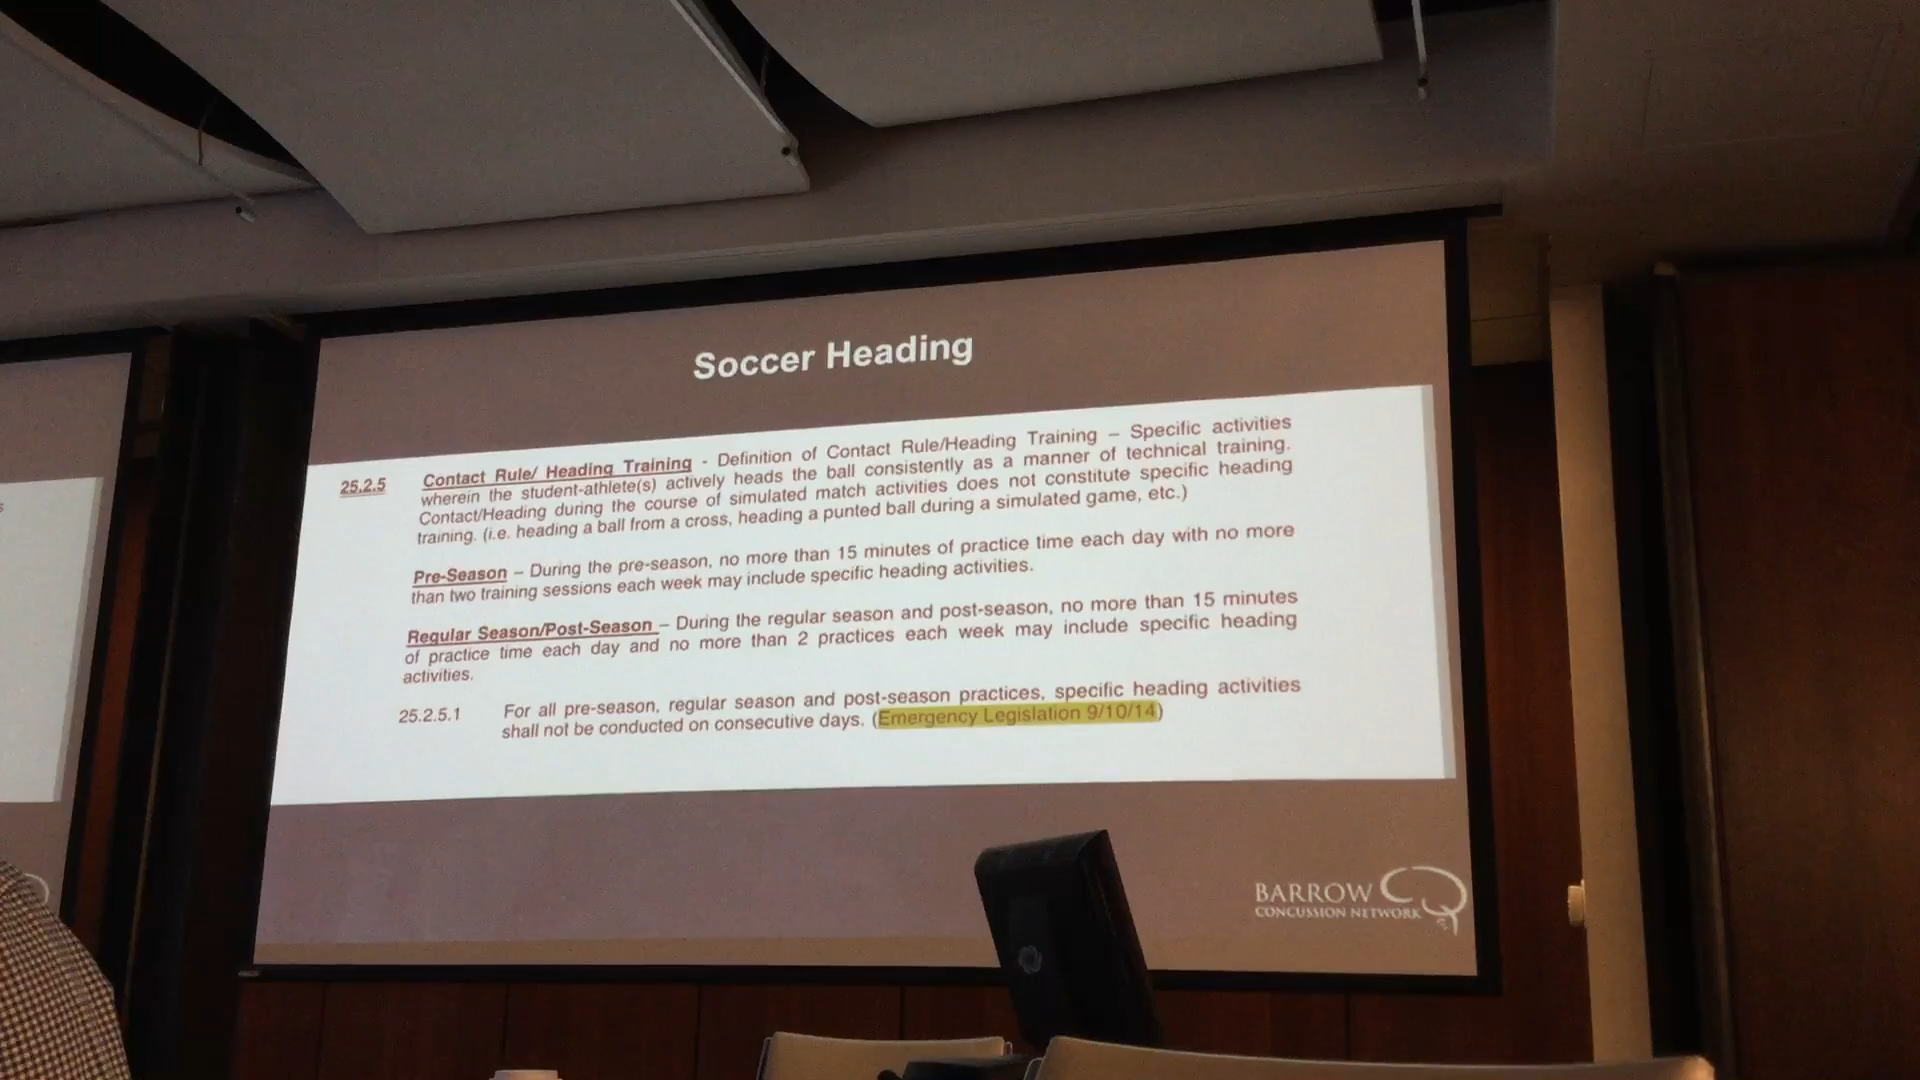 Soccer Heading
25.2.5 Contact Rule/ Heading Training - Definition of Contact Rule/Heading Training – Specific activities
wherein the student-athlete(s) actively heads the ball consistently as a manner of technical training.
Contact/Heading during the course of simulated match activities does not constitute specific heading
training. (i.e. heading a ball from a cross, heading a punted ball during a simulated game, etc.)
Pre-Season – During the pre-season, no more than 15 minutes of practice time each day with no more
than two training sessions each week may include specific heading activities.
Regular Season/Post-Season – During the regular season and post-season, no more than 15 minutes
of practice time each day and no more than 2 practices each week may include specific heading
activities.
25.2.5.1 For all pre-season, regular season and post-season practices, specific heading activities
shall not be conducted on consecutive days. (Emergency Legislation 9/10/14)
BARROW
CONCUSSION NETWORK